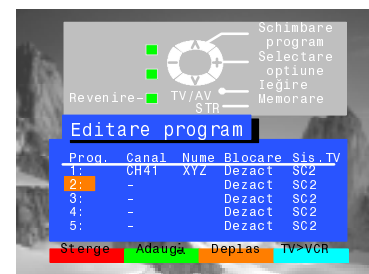 Schimbare
program
Selectare
optiune
Ieğire
Revenire
TV/AV
Memorare
STR
Editare program
Prog. Canal Nume Blocare Sis.TV
1: CH41 XYZ Dezact SC2
2: – Dezact SC2
3: – Dezact SC2
4: – Dezact SC2
5: – Dezact SC2
Sterge Adaugà Deplas TV>VCR